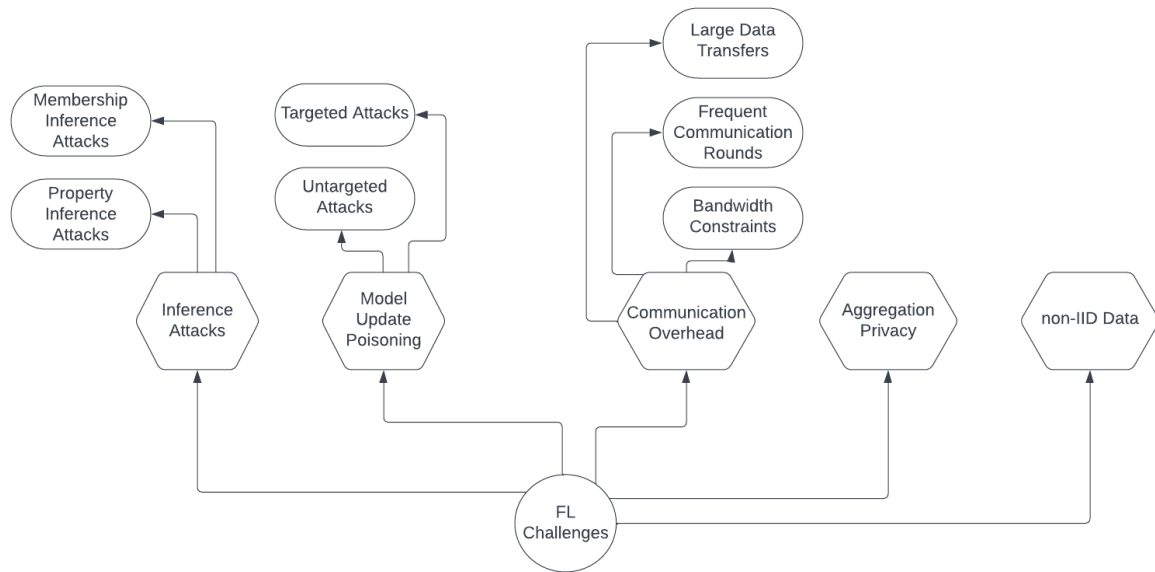 Large Data
Transfers
Membership
Inference
Attacks
Targeted Attacks
Frequent
Communication
Rounds
Property
Inference
Attacks
Untargeted
Attacks
Bandwidth
Constraints
Inference
Attacks
Model
Update
Poisoning
Communication
Overhead
Aggregation
Privacy
non-IID Data
FL
Challenges